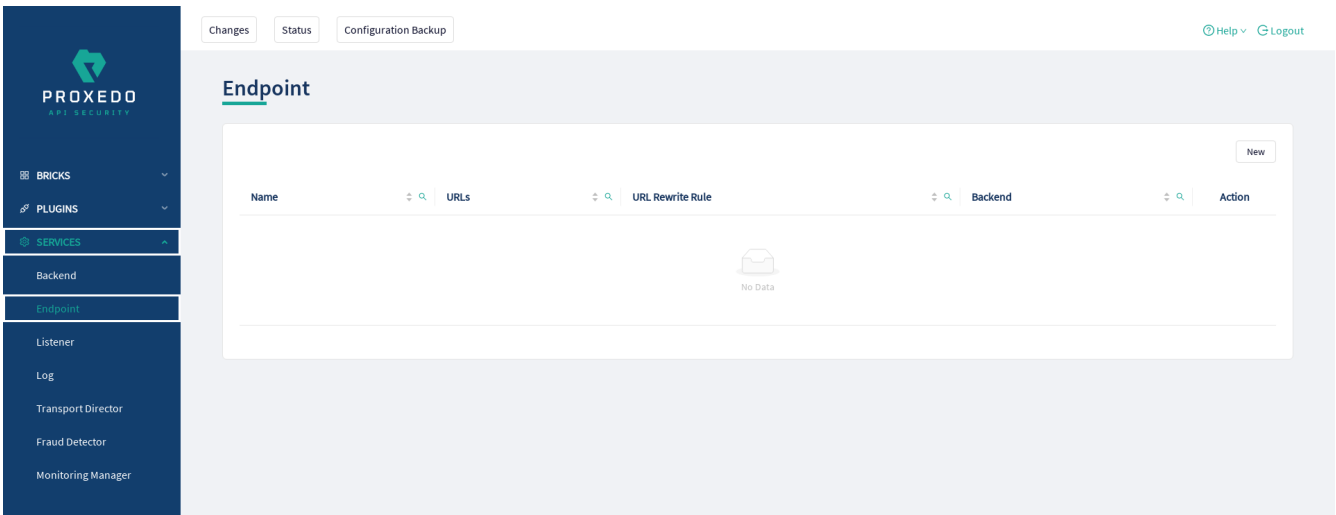 Changes Status Configuration Backup Help Logout
PROXEDO
API SECURITY
Endpoint
New
BRICKS
PLUGINS
SERVICES
Backend
Endpoint
Listener
Log
Transport Director
Fraud Detector
Monitoring Manager
Name URLs URL Rewrite Rule Backend Action
No Data